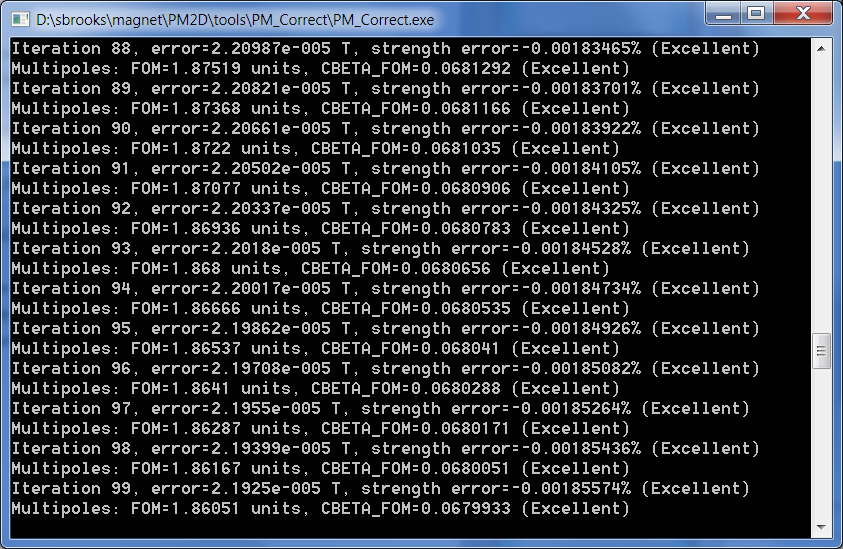 D:\sbrooks\magnet\PM2D\tools\PM_Correct\PM_Correct.exe
Iteration 88, error=2.20987e-005 T, strength error=-0.00183465% (Excellent)
Multipoles: FOM=1.87519 units, CBETA_FOM=0.0681292 (Excellent)
Iteration 89, error=2.20821e-005 T, strength error=-0.00183701% (Excellent)
Multipoles: FOM=1.87368 units, CBETA_FOM=0.0681166 (Excellent)
Iteration 90, error=2.20661e-005 T, strength error=-0.00183922% (Excellent)
Multipoles: FOM=1.8722 units, CBETA_FOM=0.0681035 (Excellent)
Iteration 91, error=2.20502e-005 T, strength error=-0.00184105% (Excellent)
Multipoles: FOM=1.87077 units, CBETA_FOM=0.0680906 (Excellent)
Iteration 92, error=2.20337e-005 T, strength error=-0.00184325% (Excellent)
Multipoles: FOM=1.86936 units, CBETA_FOM=0.0680783 (Excellent)
Iteration 93, error=2.2018e-005 T, strength error=-0.00184528% (Excellent)
Multipoles: FOM=1.868 units, CBETA_FOM=0.0680656 (Excellent)
Iteration 94, error=2.20017e-005 T, strength error=-0.00184734% (Excellent)
Multipoles: FOM=1.86666 units, CBETA_FOM=0.0680535 (Excellent)
Iteration 95, error=2.19862e-005 T, strength error=-0.00184926% (Excellent)
Multipoles: FOM=1.86537 units, CBETA_FOM=0.068041 (Excellent)
Iteration 96, error=2.19708e-005 T, strength error=-0.00185082% (Excellent)
Multipoles: FOM=1.8641 units, CBETA_FOM=0.0680288 (Excellent)
Iteration 97, error=2.1955e-005 T, strength error=-0.00185264% (Excellent)
Multipoles: FOM=1.86287 units, CBETA_FOM=0.0680171 (Excellent)
Iteration 98, error=2.19399e-005 T, strength error=-0.00185436% (Excellent)
Multipoles: FOM=1.86167 units, CBETA_FOM=0.0680051 (Excellent)
Iteration 99, error=2.1925e-005 T, strength error=-0.00185574% (Excellent)
Multipoles: FOM=1.86051 units, CBETA_FOM=0.0679933 (Excellent)